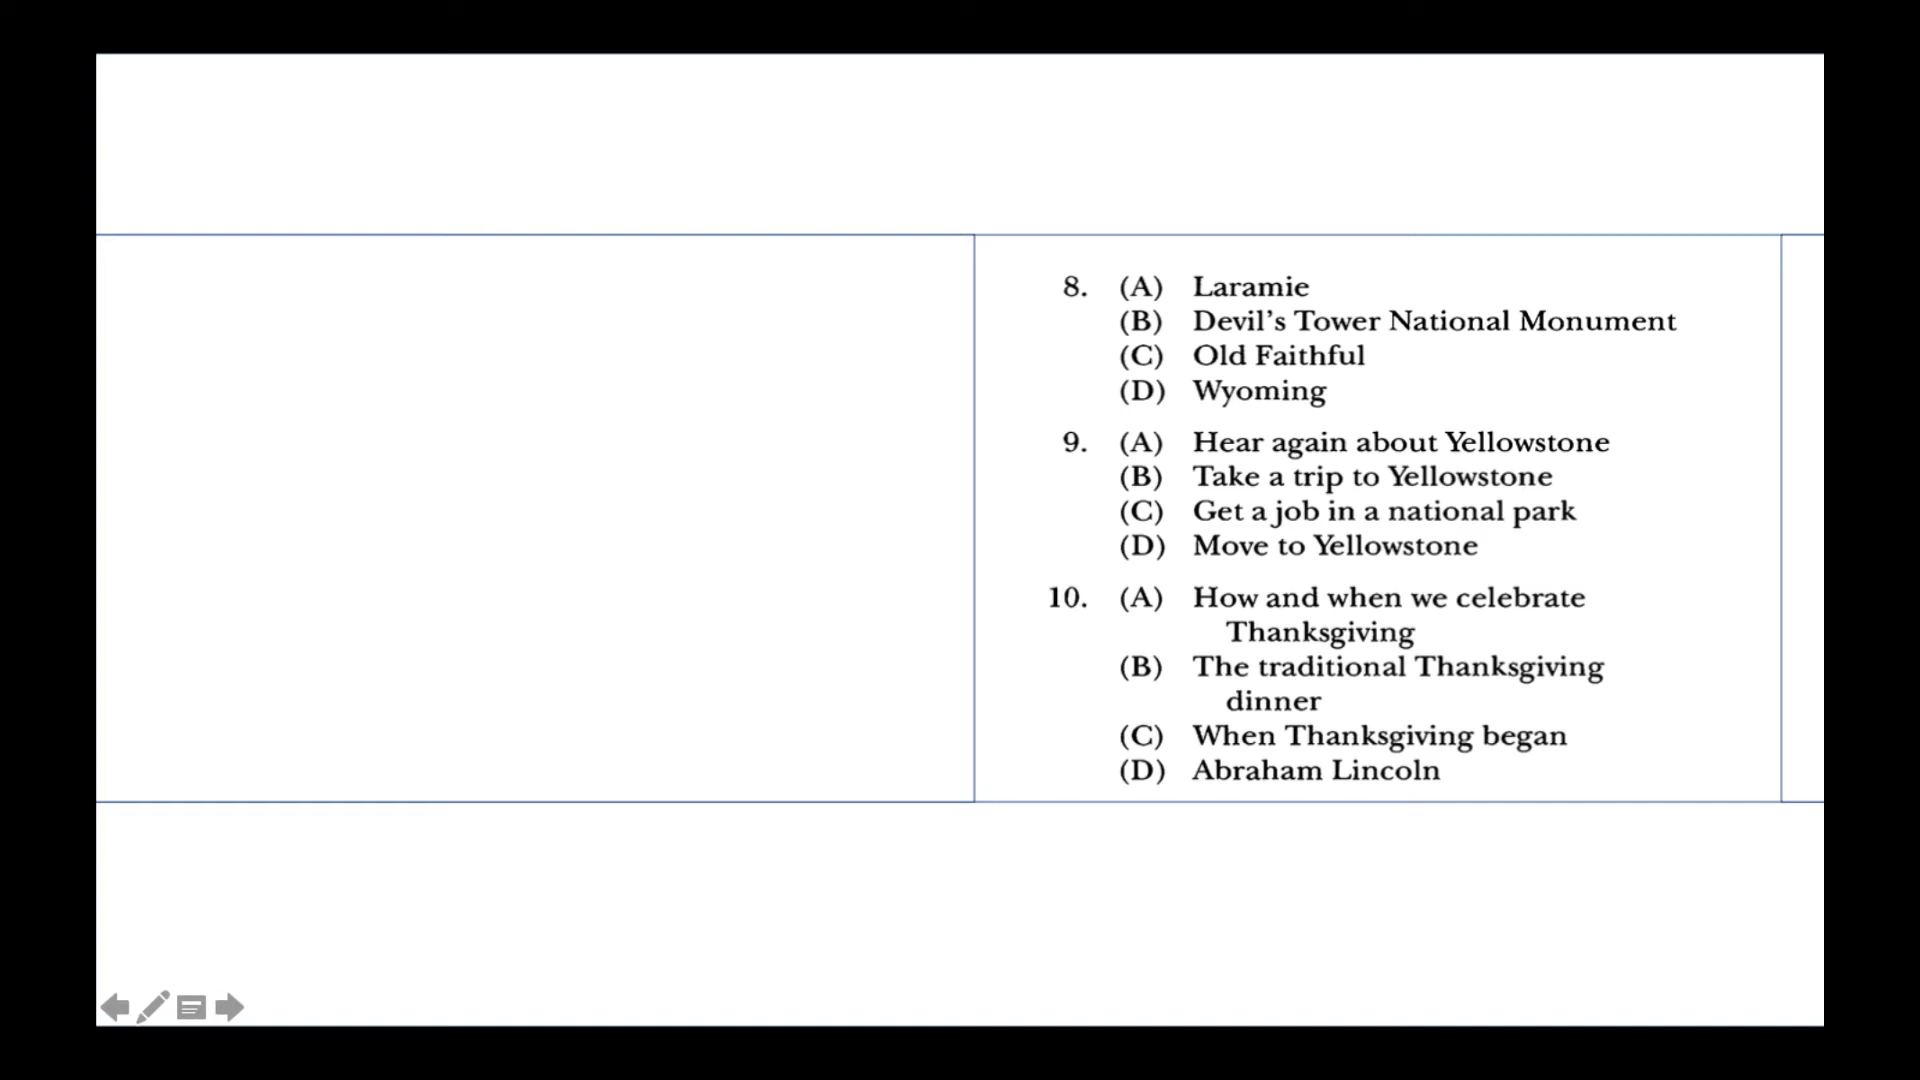 8. (A) Laramie
(B) Devil's Tower National Monument
(C) Old Faithful
(D) Wyoming
9. (A) Hear again about Yellowstone
(B) Take a trip to Yellowstone
(C) Get a job in a national park
(D) Move to Yellowstone
10. (A) How and when we celebrate
Thanksgiving
(B) The traditional Thanksgiving
dinner
(C) When Thanksgiving began
(D) Abraham Lincoln